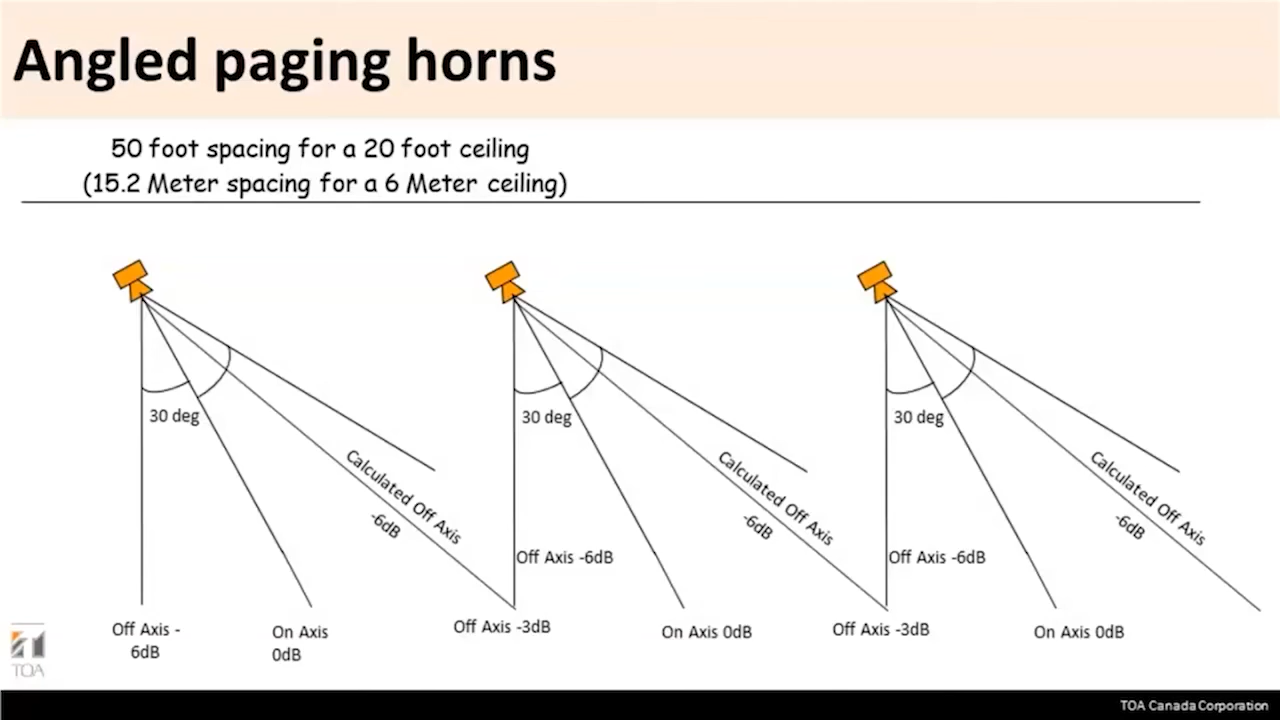 Angled paging horns
50 foot spacing for a 20 foot ceiling
(15.2 Meter spacing for a 6 Meter ceiling)
30 deg
30 deg
30 deg
Calculated Off Axis
-6dB
Calculated Off Axis
-6dB
Calculated Off Axis
-6dB
Off Axis -6dB
Off Axis -6dB
Off Axis -
6dB
On Axis
0dB
Off Axis -3dB
On Axis 0dB
Off Axis -3dB
On Axis 0dB
TOA
TOA Canada Corporation